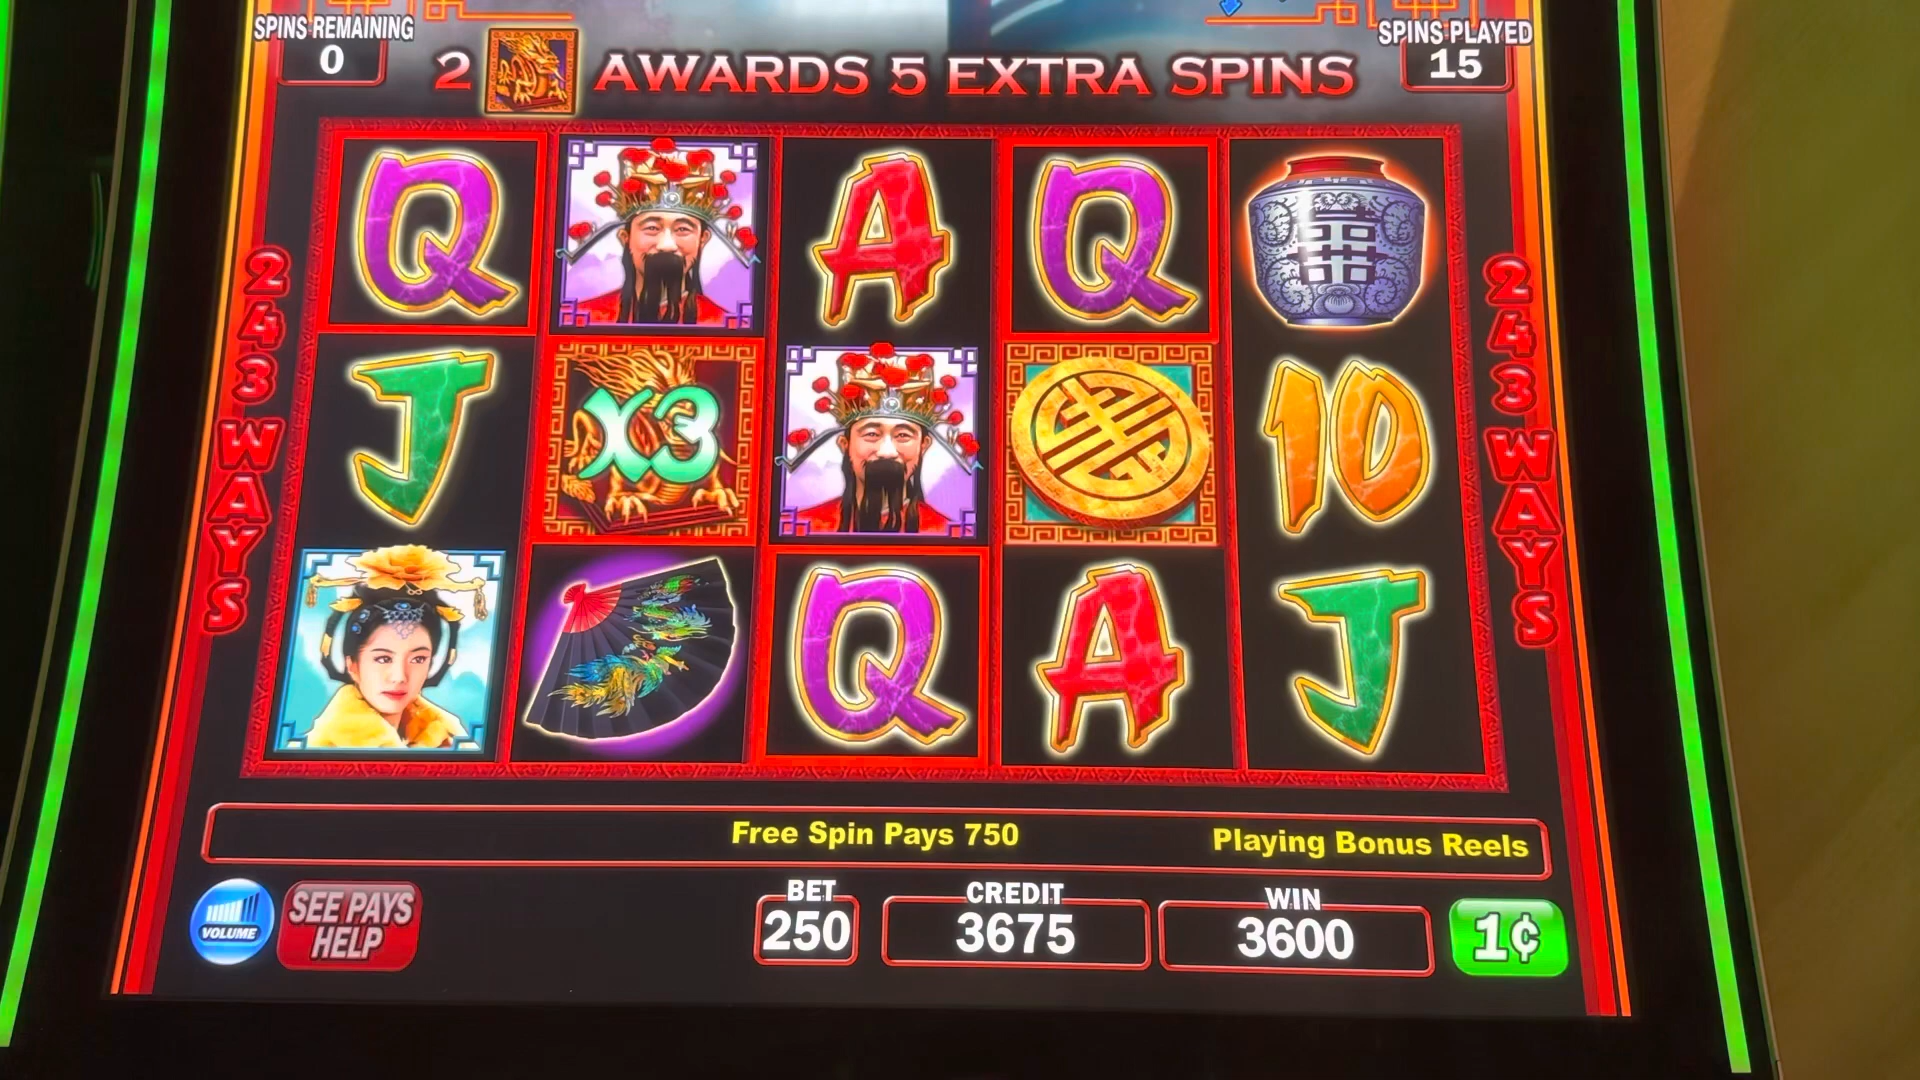 SPINS REMAINING
0
2 AWARDS 5 EXTRA SPINS
SPINS PLAYED
15
243 WAYS
Q
A
Q
囍
J
X3
10
Q
A
J
243 WAYS
Free Spin Pays 750
Playing Bonus Reels
VOLUME
SEE PAYS
HELP
BET
250
CREDIT
3675
WIN
3600
1¢